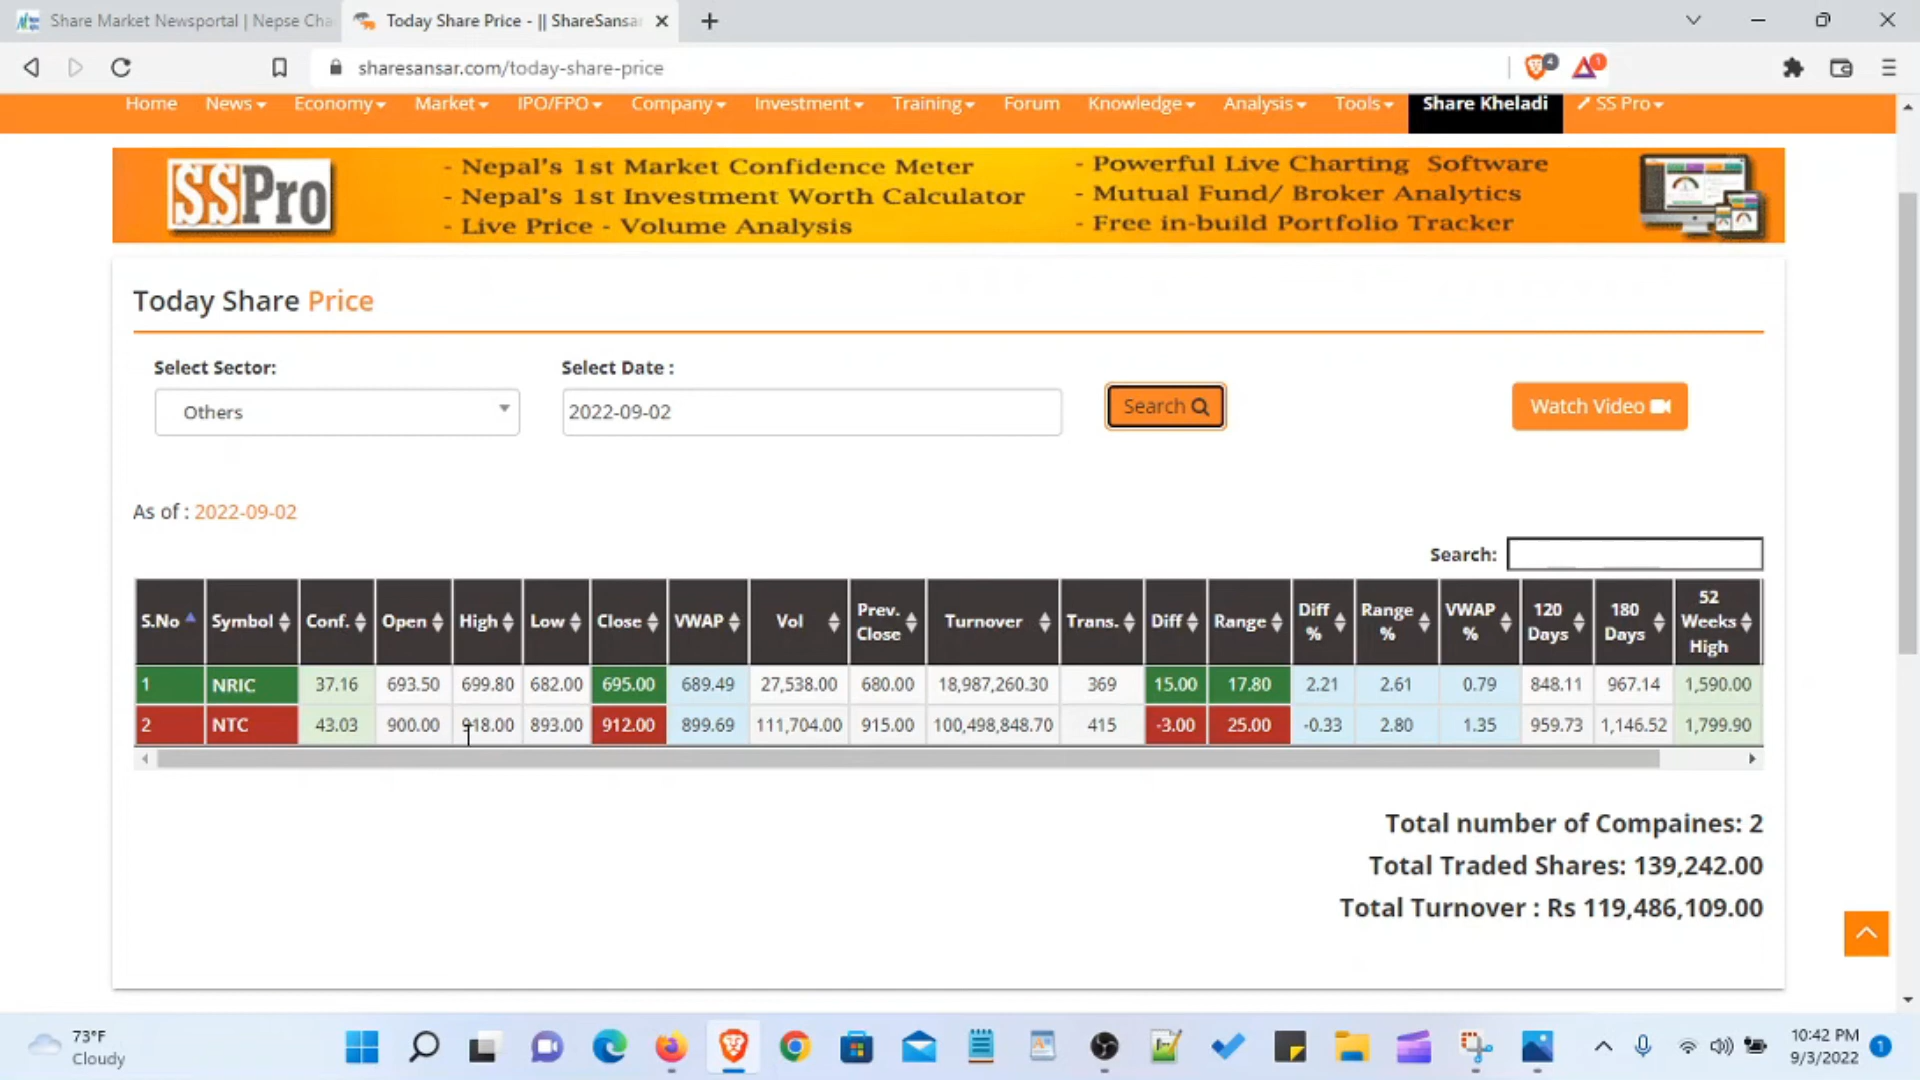 Share Market Newsportal | Nepse Cha
Today Share Price - || ShareSansar
sharesansar.com/today-share-price
4
1
Home News Economy Market IPO/FPO Company Investment Training Forum Knowledge Analysis Tools Share Kheladi SS Pro
SSPro
- Nepal's 1st Market Confidence Meter
- Nepal's 1st Investment Worth Calculator
- Live Price - Volume Analysis
- Powerful Live Charting Software
- Mutual Fund/ Broker Analytics
- Free in-build Portfolio Tracker
Today Share Price
Select Sector:
Others
Select Date :
2022-09-02
Search
Watch Video
As of : 2022-09-02
Search:
S.No Symbol Conf. Open High Low Close VWAP Vol Prev. Close Turnover Trans. Diff Range Diff % Range % VWAP % 120 Days 180 Days 52 Weeks High
1 NRIC 37.16 693.50 699.80 682.00 695.00 689.49 27,538.00 680.00 18,987,260.30 369 15.00 17.80 2.21 2.61 0.79 848.11 967.14 1,590.00
2 NTC 43.03 900.00 918.00 893.00 912.00 899.69 111,704.00 915.00 100,498,848.70 415 -3.00 25.00 -0.33 2.80 1.35 959.73 1,146.52 1,799.90
Total number of Compaines: 2
Total Traded Shares: 139,242.00
Total Turnover : Rs 119,486,109.00
73°F
Cloudy
10:42 PM
9/3/2022
1